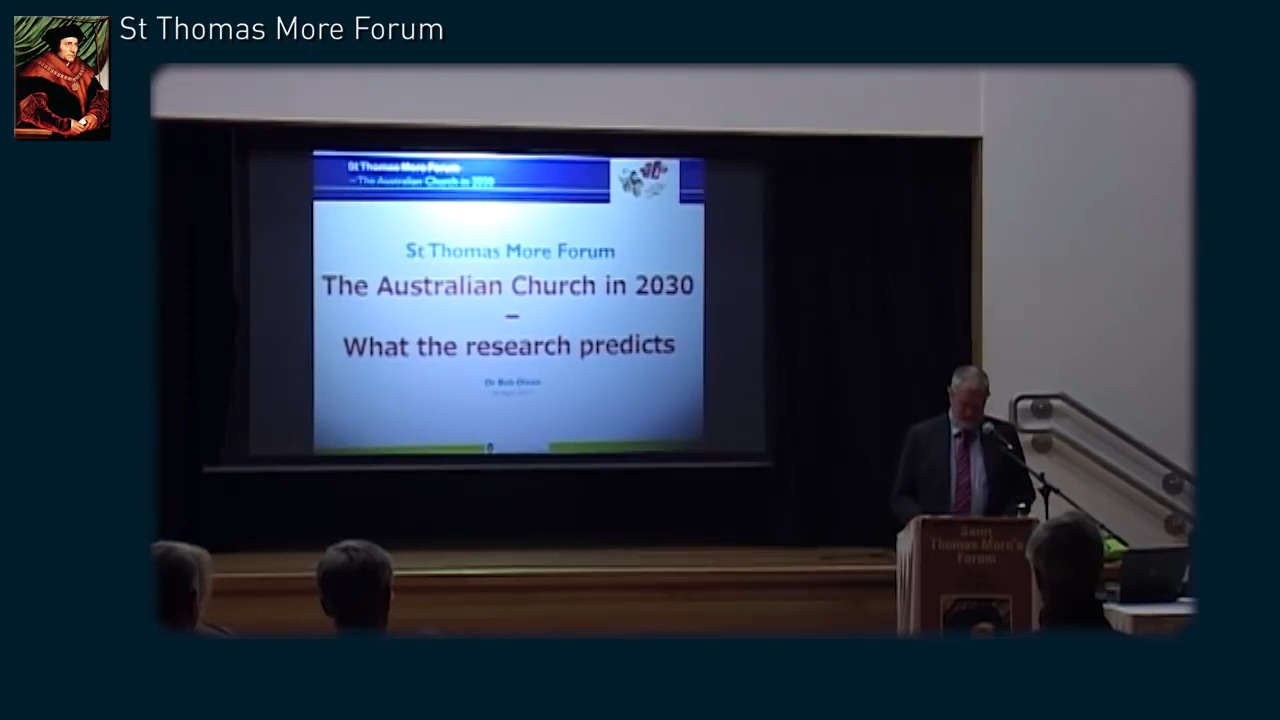 St Thomas More Forum
St Thomas More Forum
– The Australian Church in 2030
St Thomas More Forum
The Australian Church in 2030
–
What the research predicts
Dr Bob Dixon
Saint
Thomas More's
Forum